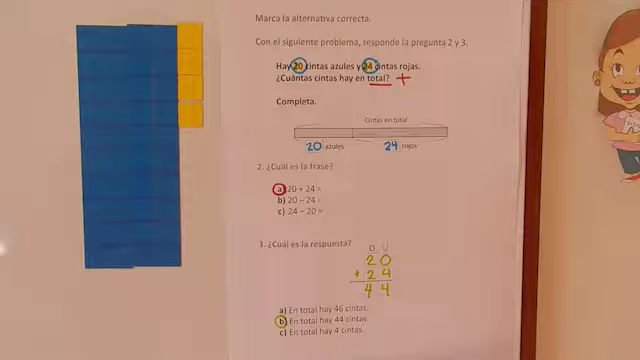 Marca la alternativa correcta.
Con el siguiente problema, responde la pregunta 2 y 3.
Hay 20 cintas azules y 24 cintas rojas.
¿Cuántas cintas hay en total? +
Completa.
Cintas en total
20 azules 24 rojos
2. ¿Cuál es la frase?
a) 20 + 24 =
b) 20 - 24 =
c) 24 - 20 =
3. ¿Cuál es la respuesta?
D U
2 0
+ 2 4
4 4
a) En total hay 46 cintas.
b) En total hay 44 cintas.
c) En total hay 4 cintas.